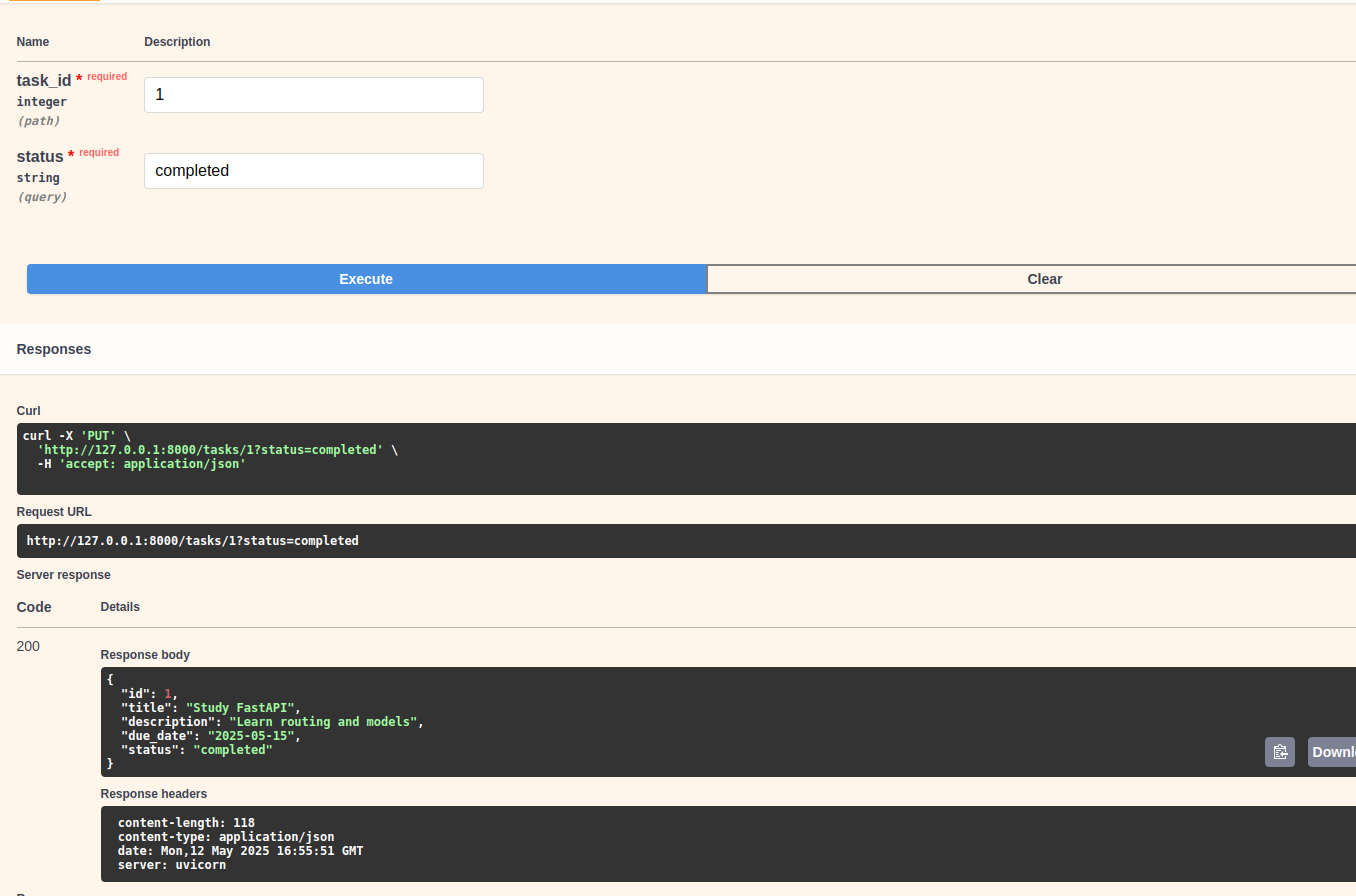 Name Description
task_id * required
integer
(path)
1
status * required
string
(query)
completed
Execute Clear
Responses
Curl
curl -X 'PUT' \
  'http://127.0.0.1:8000/tasks/1?status=completed' \
  -H 'accept: application/json'
Request URL
http://127.0.0.1:8000/tasks/1?status=completed
Server response
Code Details
200
Response body
{
  "id": 1,
  "title": "Study FastAPI",
  "description": "Learn routing and models",
  "due_date": "2025-05-15",
  "status": "completed"
}
Response headers
content-length: 118
content-type: application/json
date: Mon,12 May 2025 16:55:51 GMT
server: uvicorn